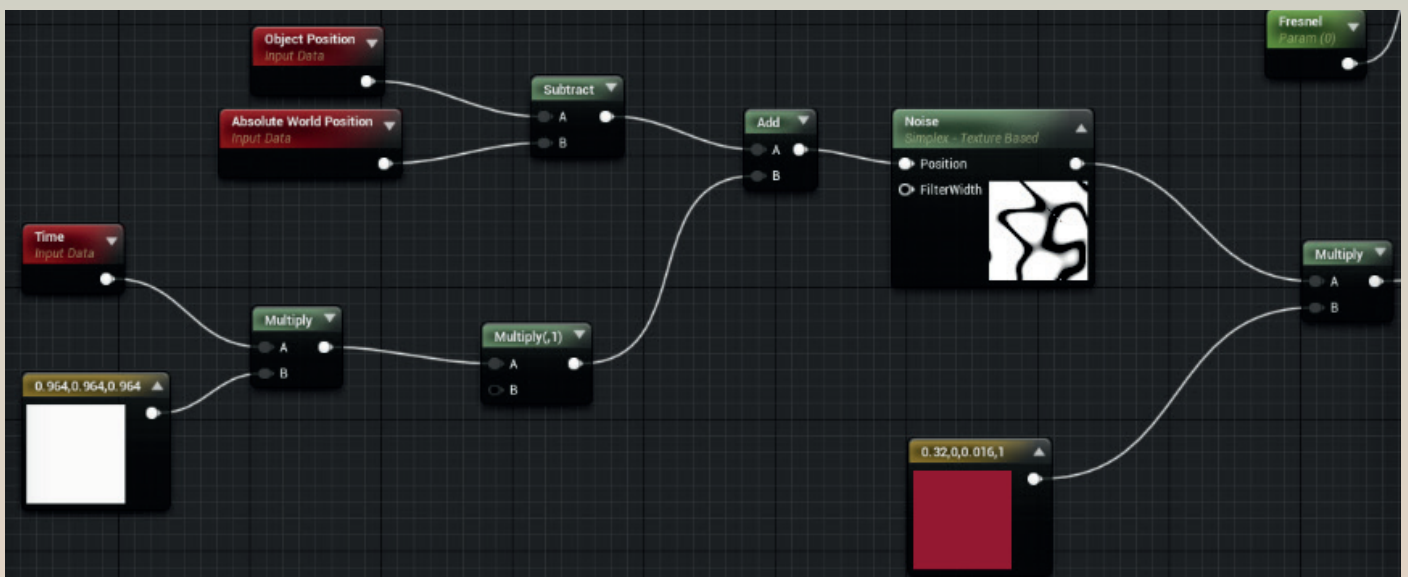 Object Position
Input Data
Fresnel
Param (0)
Subtract
A
B
Absolute World Position
Input Data
Add
A
B
Noise
Simplex - Texture Based
Position
FilterWidth
Time
Input Data
Multiply
A
B
Multiply
A
B
Multiply(,1)
A
B
0.964,0.964,0.964
0.32,0,0.016,1